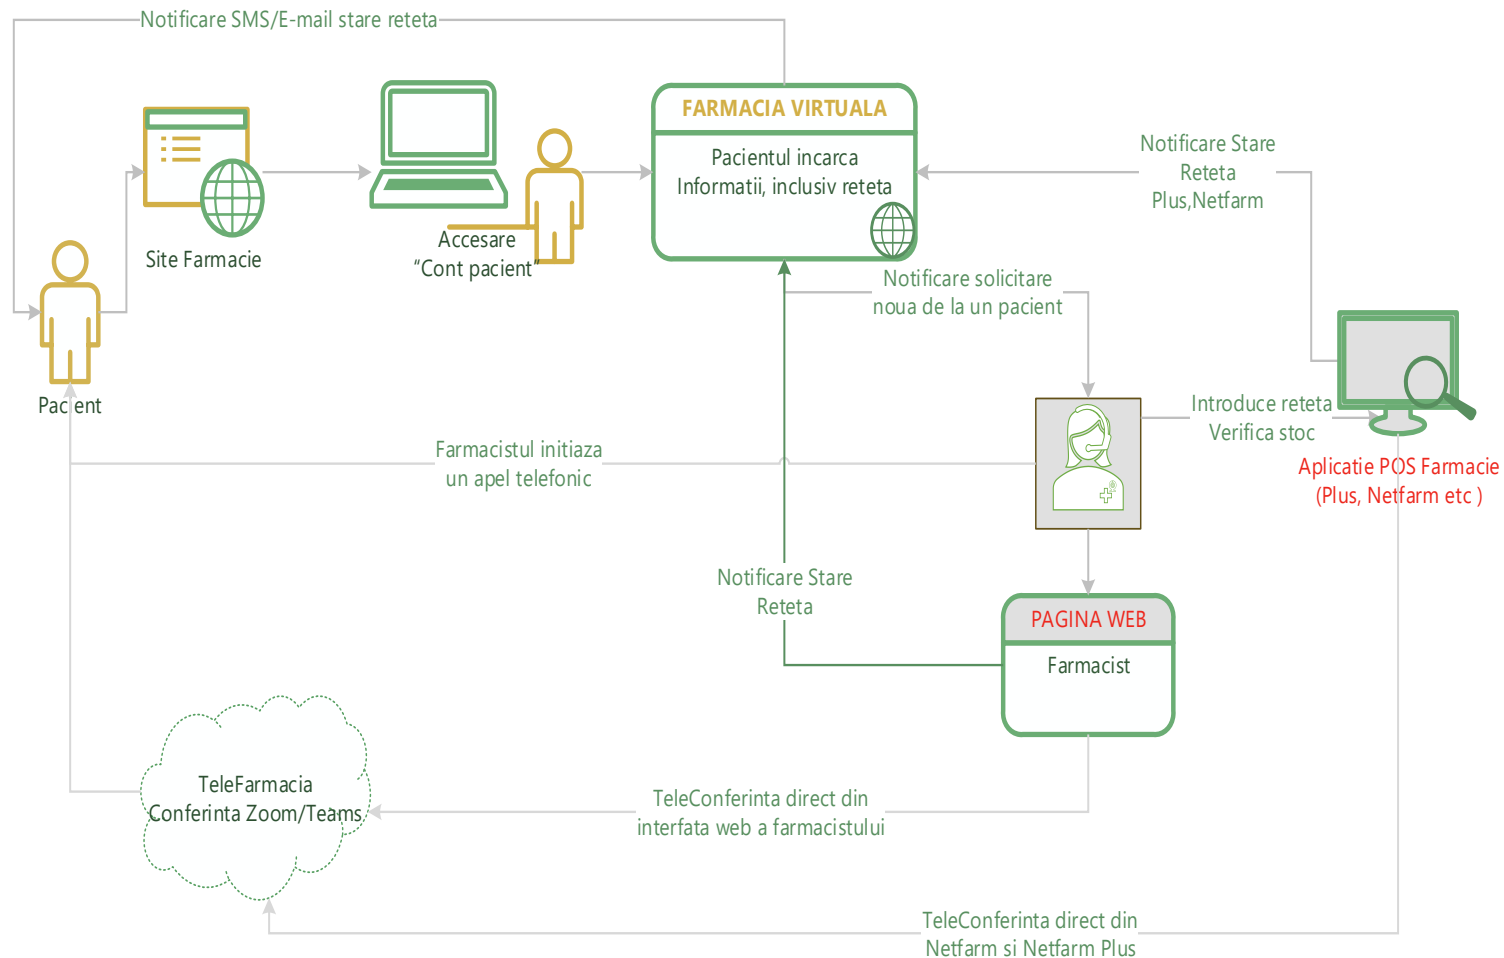 Notificare SMS/E-mail stare reteta
FARMACIA VIRTUALA
Pacientul incarca
Informatii, inclusiv reteta
Notificare Stare
Reteta
Plus,Netfarm
Site Farmacie
Accesare
“Cont pacient“
Notificare solicitare
noua de la un pacient
Pacient
Introduce reteta
Verifica stoc
Farmacistul initiaza
un apel telefonic
Aplicatie POS Farmacie
(Plus, Netfarm etc )
Notificare Stare
Reteta
PAGINA WEB
Farmacist
TeleFarmacia
Conferinta Zoom/Teams
TeleConferinta direct din
interfata web a farmacistului
TeleConferinta direct din
Netfarm si Netfarm Plus